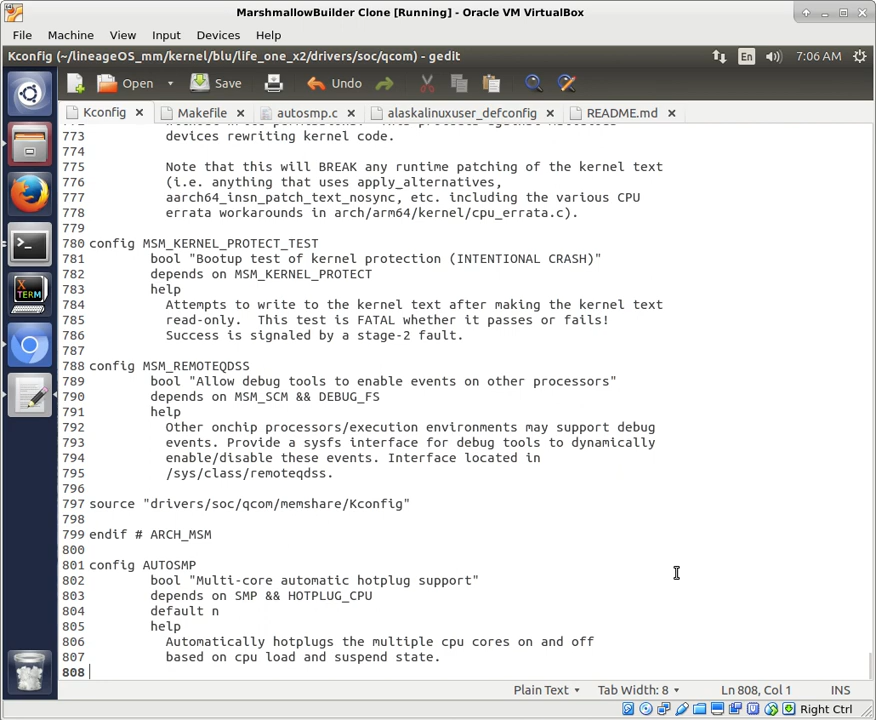 MarshmallowBuilder Clone [Running] - Oracle VM VirtualBox
File Machine View Input Devices Help
Kconfig (~/lineageOS_mm/kernel/blu/life_one_x2/drivers/soc/qcom) - gedit
En 7:06 AM
Open Save Undo
Kconfig Makefile autosmp.c alaskalinuxuser_defconfig README.md
773 devices rewriting kernel code.
774
775 Note that this will BREAK any runtime patching of the kernel text
776 (i.e. anything that uses apply_alternatives,
777 aarch64_insn_patch_text_nosync, etc. including the various CPU
778 errata workarounds in arch/arm64/kernel/cpu_errata.c).
779
780 config MSM_KERNEL_PROTECT_TEST
781 bool "Bootup test of kernel protection (INTENTIONAL CRASH)"
782 depends on MSM_KERNEL_PROTECT
783 help
784 Attempts to write to the kernel text after making the kernel text
785 read-only.  This test is FATAL whether it passes or fails!
786 Success is signaled by a stage-2 fault.
787
788 config MSM_REMOTEQDSS
789 bool "Allow debug tools to enable events on other processors"
790 depends on MSM_SCM && DEBUG_FS
791 help
792 Other onchip processors/execution environments may support debug
793 events. Provide a sysfs interface for debug tools to dynamically
794 enable/disable these events. Interface located in
795 /sys/class/remoteqdss.
796
797 source "drivers/soc/qcom/memshare/Kconfig"
798
799 endif # ARCH_MSM
800
801 config AUTOSMP
802 bool "Multi-core automatic hotplug support"
803 depends on SMP && HOTPLUG_CPU
804 default n
805 help
806 Automatically hotplugs the multiple cpu cores on and off
807 based on cpu load and suspend state.
808
Plain Text Tab Width: 8 Ln 808, Col 1 INS
Right Ctrl
X
TERM